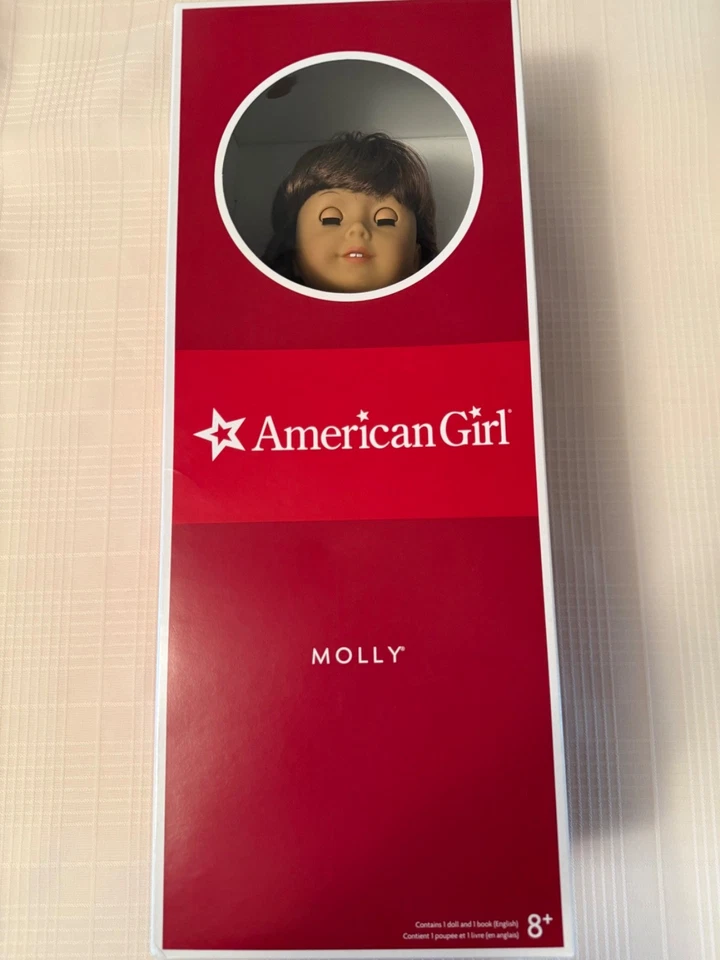 American Girl®
MOLLY®
Contains 1 doll and 1 book (English)
Contient 1 poupée et 1 livre (en anglais)
8+